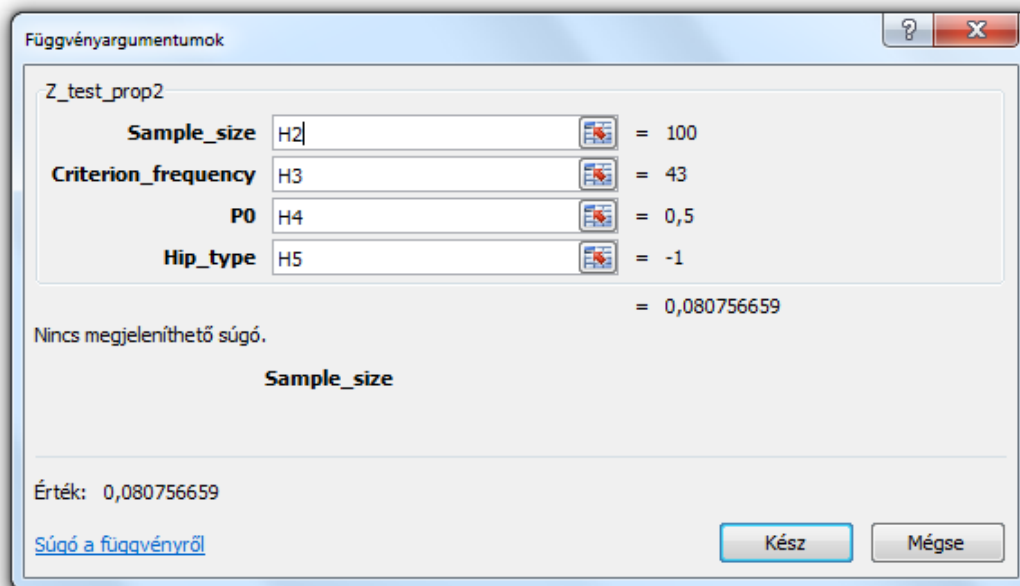 Függvényargumentumok
Z_test_prop2
Sample_size H2 = 100
Criterion_frequency H3 = 43
P0 H4 = 0,5
Hip_type H5 = -1
= 0,080756659
Nincs megjeleníthető súgó.
Sample_size
Érték: 0,080756659
Súgó a függvényről Kész Mégse